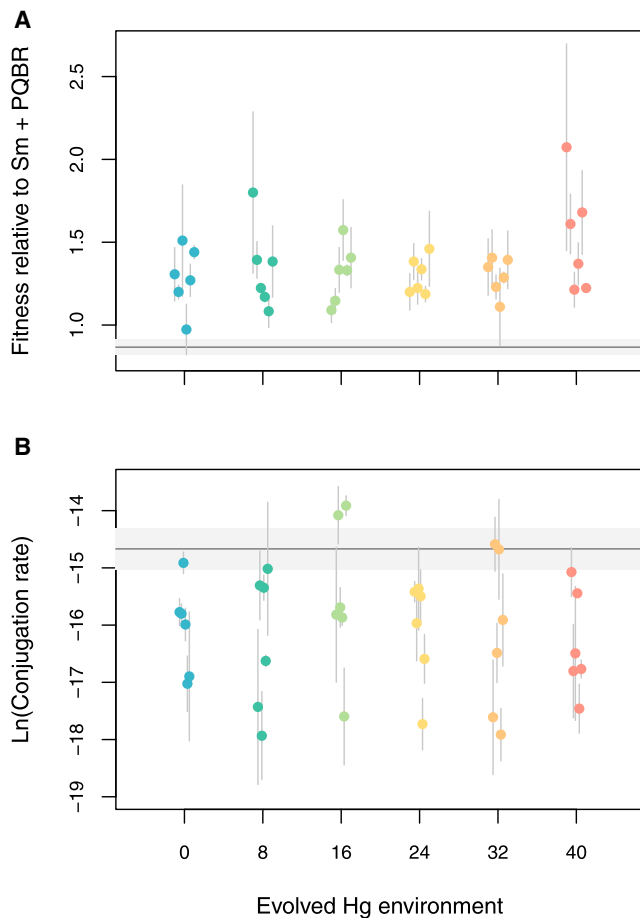 A
Fitness relative to Sm + PQBR
2.5
2.0
1.5
1.0
B
Ln(Conjugation rate)
−14
−15
−16
−17
−18
−19
0 8 16 24 32 40
Evolved Hg environment